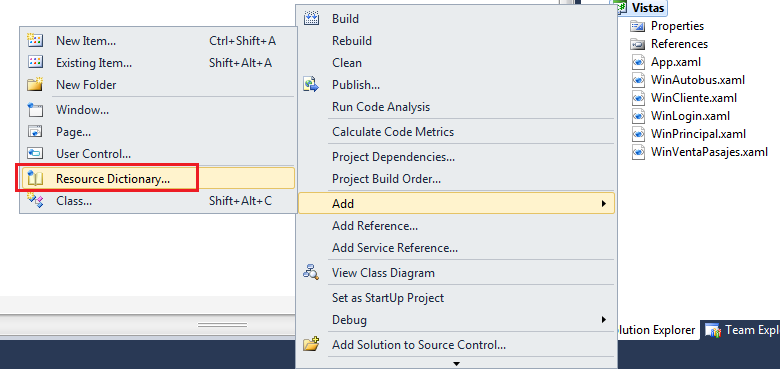 New Item... Ctrl+Shift+A
Existing Item... Shift+Alt+A
New Folder
Window...
Page...
User Control...
Resource Dictionary...
Class... Shift+Alt+C
Build
Rebuild
Clean
Publish...
Run Code Analysis
Calculate Code Metrics
Project Dependencies...
Project Build Order...
Add
Add Reference...
Add Service Reference...
View Class Diagram
Set as StartUp Project
Debug
Add Solution to Source Control...
Vistas
Properties
References
App.xaml
WinAutobus.xaml
WinCliente.xaml
WinLogin.xaml
WinPrincipal.xaml
WinVentaPasajes.xaml
olution Explorer
Team Explo